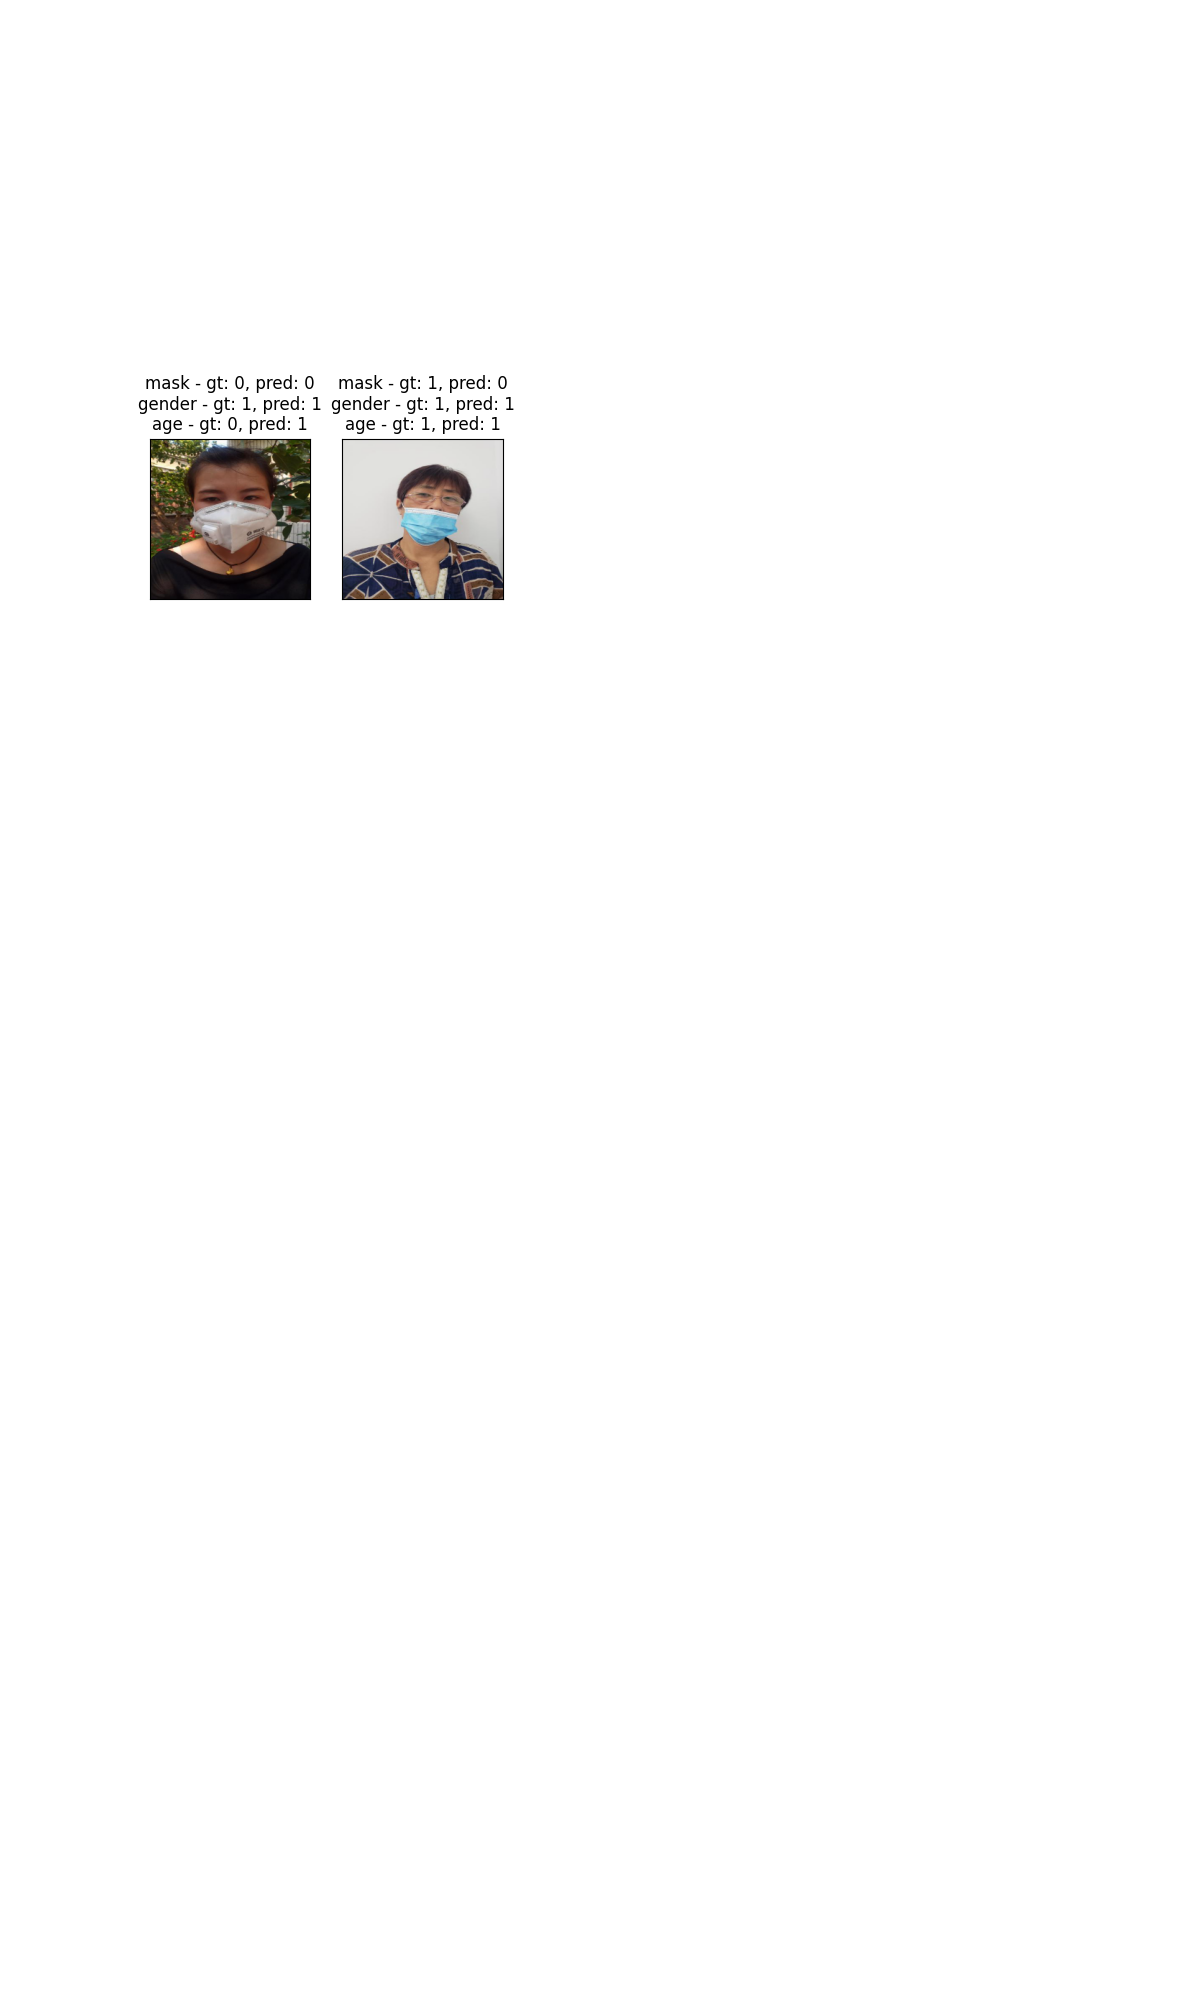 mask - gt: 0, pred: 0
gender - gt: 1, pred: 1
age - gt: 0, pred: 1
mask - gt: 1, pred: 0
gender - gt: 1, pred: 1
age - gt: 1, pred: 1